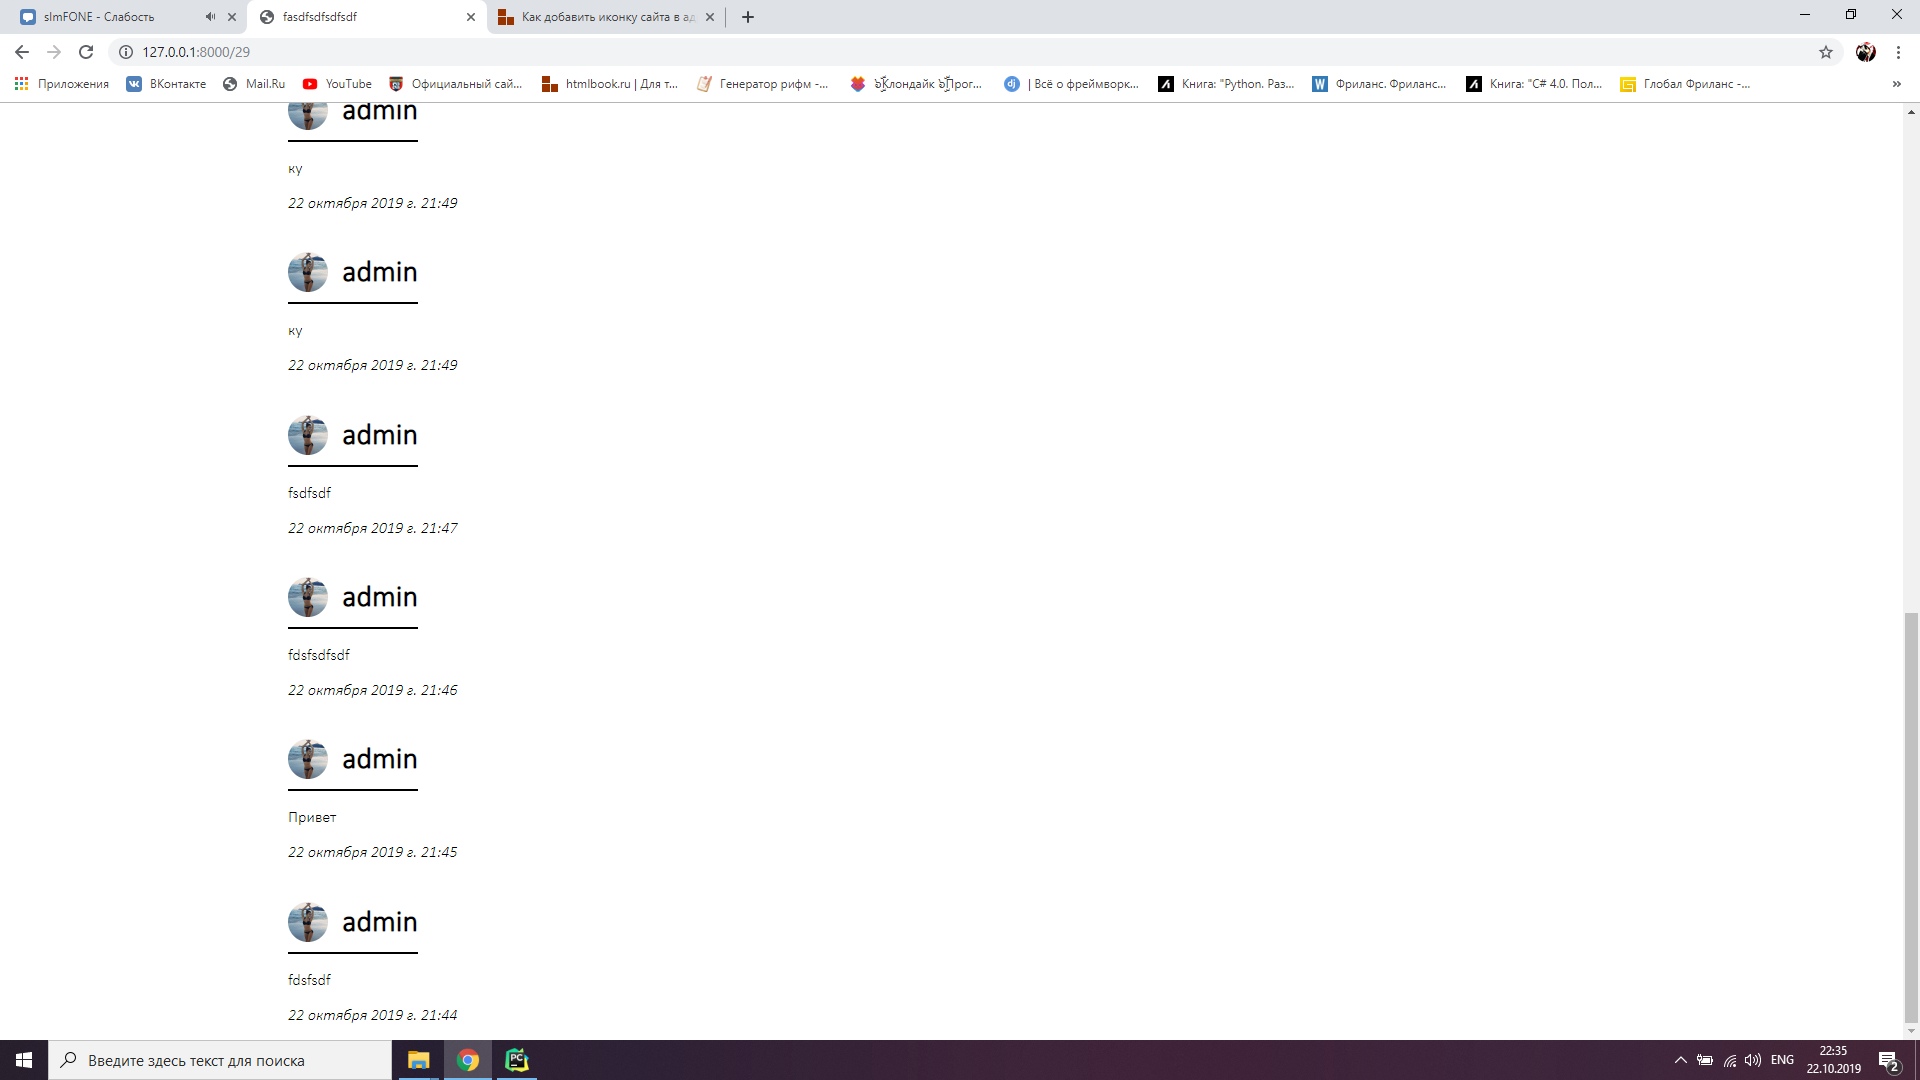 slmFONE - Слабость
fasdfsdfsdfsdf
Как добавить иконку сайта в ад
127.0.0.1:8000/29
Приложения
ВКонтакте
Mail.Ru
YouTube
Официальный сай...
htmlbook.ru | Для т...
Генератор рифм -...
Клондайк Прог...
| Всё о фреймворк...
Книга: "Python. Раз...
Фриланс. Фриланс...
Книга: "C# 4.0. Пол...
Глобал Фриланс -...
admin
ку
22 октября 2019 г. 21:49
admin
ку
22 октября 2019 г. 21:49
admin
fsdfsdf
22 октября 2019 г. 21:47
admin
fdsfsdfsdf
22 октября 2019 г. 21:46
admin
Привет
22 октября 2019 г. 21:45
admin
fdsfsdf
22 октября 2019 г. 21:44
Введите здесь текст для поиска
ENG
22:35
22.10.2019
2